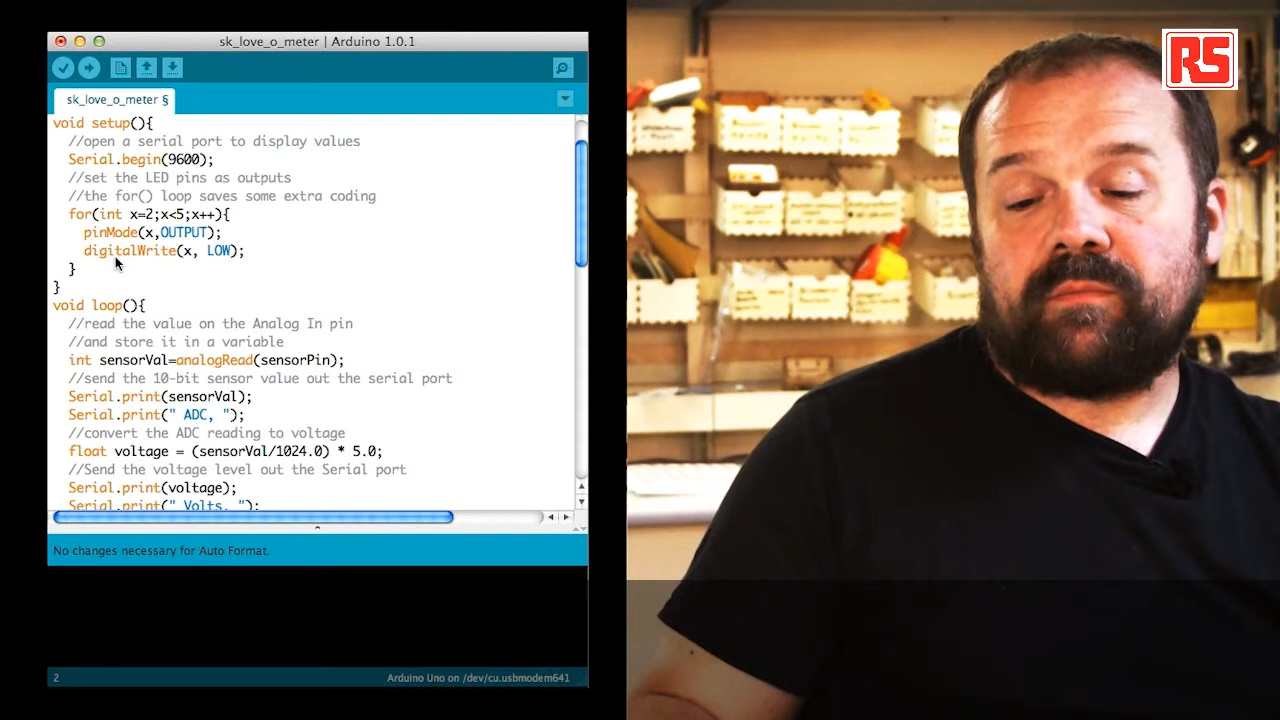 sk_love_o_meter | Arduino 1.0.1
sk_love_o_meter §
void setup(){
//open a serial port to display values
Serial.begin(9600);
//set the LED pins as outputs
//the for() loop saves some extra coding
for(int x=2;x<5;x++){
pinMode(x,OUTPUT);
digitalWrite(x, LOW);
}
}
void loop(){
//read the value on the Analog In pin
//and store it in a variable
int sensorVal=analogRead(sensorPin);
//send the 10-bit sensor value out the serial port
Serial.print(sensorVal);
Serial.print(" ADC, ");
//convert the ADC reading to voltage
float voltage = (sensorVal/1024.0) * 5.0;
//Send the voltage level out the Serial port
Serial.print(voltage);
Serial.print(" Volts, ");
No changes necessary for Auto Format.
2
Arduino Uno on /dev/cu.usbmodem641
RS